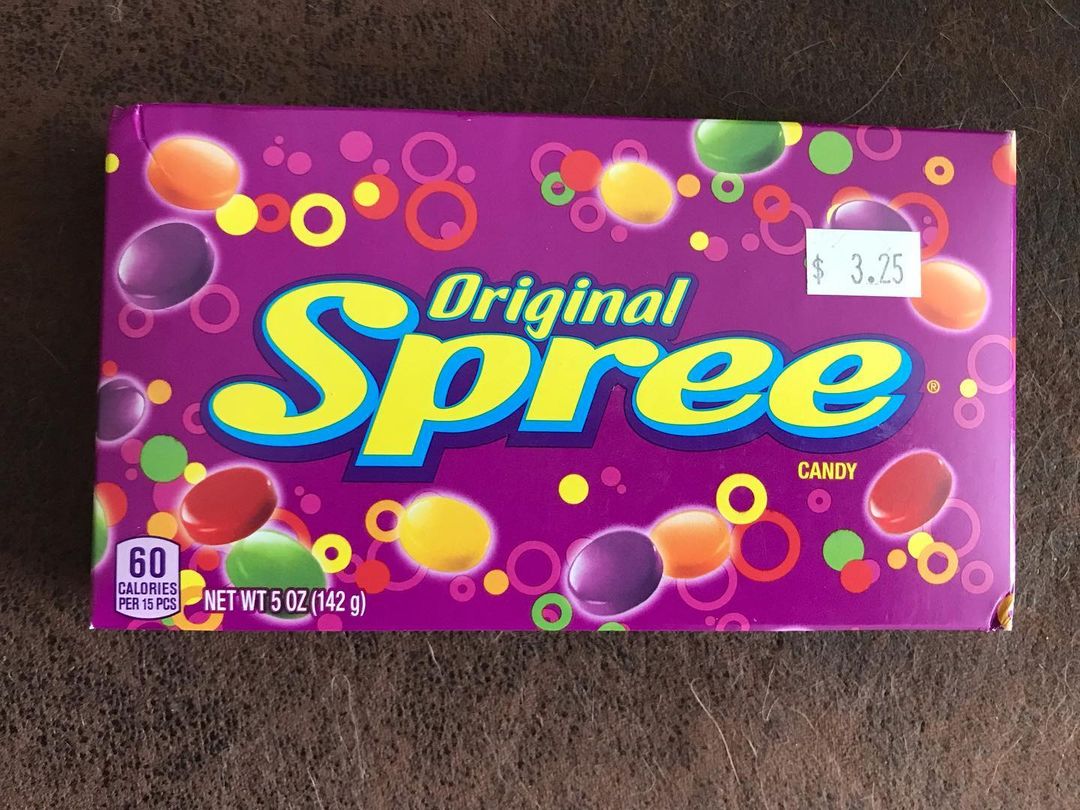 $ 3.25
Original
Spree®
CANDY
60
CALORIES
PER 15 PCS
NET WT 5 OZ (142 g)